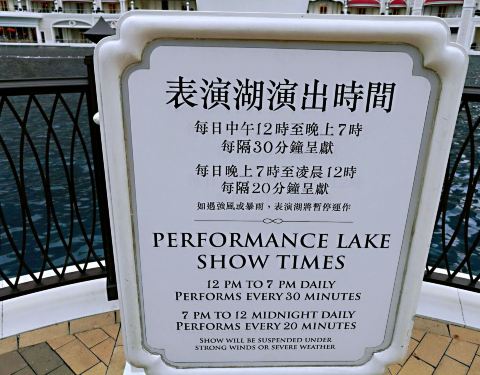 表演湖演出時間
每日中午12時至晚上7時
每隔30分鐘呈獻
每日晚上7時至凌晨12時
每隔20分鐘呈獻
如遇強風或暴雨，表演湖將暫停運作
PERFORMANCE LAKE
SHOW TIMES
12 PM TO 7 PM DAILY
PERFORMS EVERY 30 MINUTES
7 PM TO 12 MIDNIGHT DAILY
PERFORMS EVERY 20 MINUTES
SHOW WILL BE SUSPENDED UNDER
STRONG WINDS OR SEVERE WEATHER